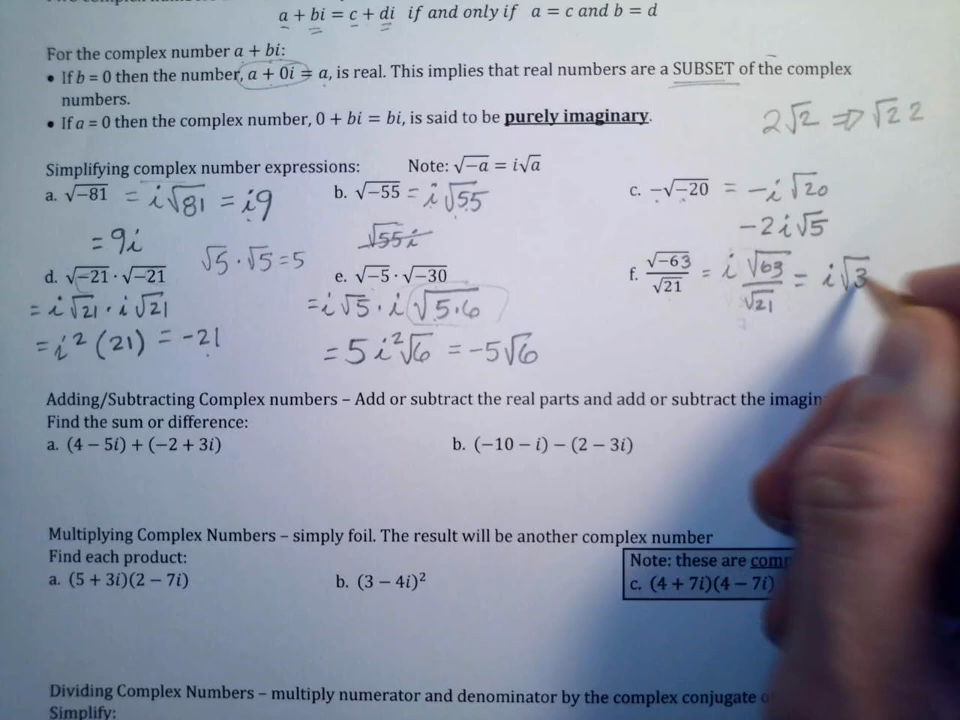 a + bi = c + di if and only if a = c and b = d
For the complex number a + bi:
• If b = 0 then the number, a + 0i = a, is real. This implies that real numbers are a SUBSET of the complex
numbers.
• If a = 0 then the complex number, 0 + bi = bi, is said to be purely imaginary.
2√2 ⇒ √2 2
Simplifying complex number expressions: Note: √−a = i√a
a. √−81 = i√81 = i9
= 9i
b. √−55 = i√55
√55i
c. −√−20 = −i√20
−2i√5
√5 · √5 = 5
d. √−21 · √−21
= i√21 · i√21
= i² (21) = −21
e. √−5 · √−30
= i√5 · i√5·6
= 5i²√6 = −5√6
f. √−63/√21 = i √63/√21 = i√3
Adding/Subtracting Complex numbers – Add or subtract the real parts and add or subtract the imagin
Find the sum or difference:
a. (4 − 5i) + (−2 + 3i) b. (−10 − i) − (2 − 3i)
Multiplying Complex Numbers – simply foil. The result will be another complex number
Find each product:
Note: these are com
a. (5 + 3i)(2 − 7i) b. (3 − 4i)² c. (4 + 7i)(4 − 7i)
Dividing Complex Numbers – multiply numerator and denominator by the complex conjugate o
Simplify: